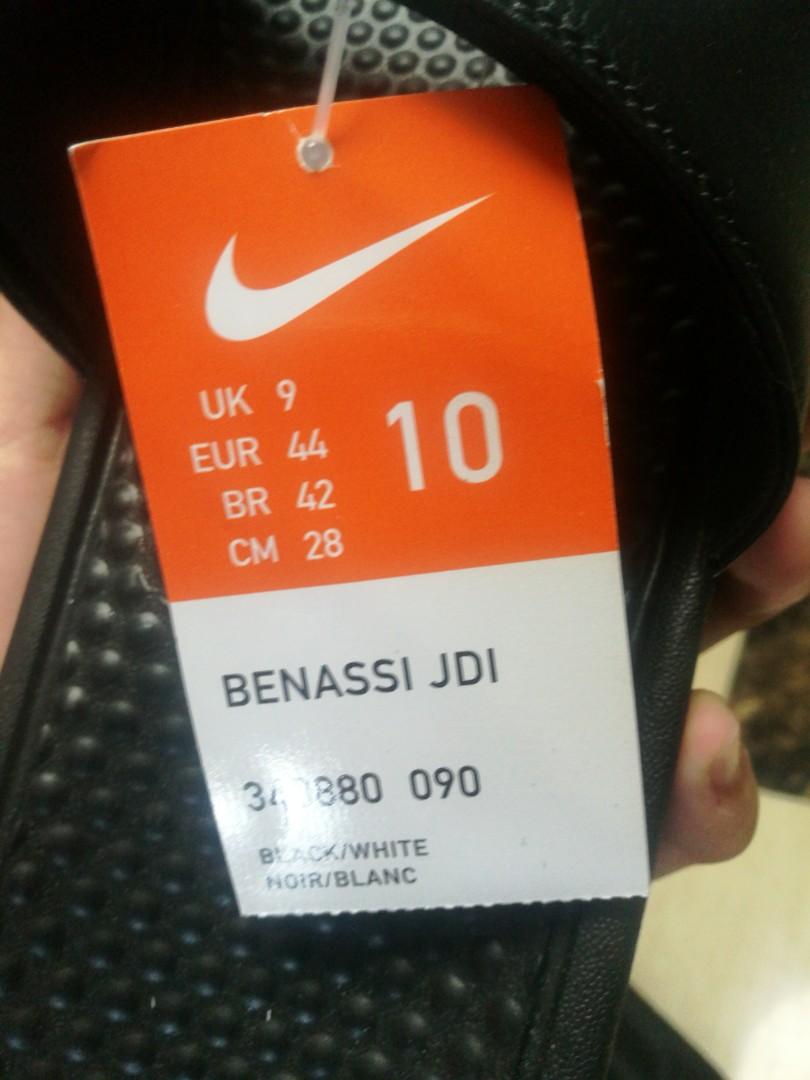 UK 9
EUR 44
BR 42
CM 28
10
BENASSI JDI
090
BLACK/WHITE
NOIR/BLANC